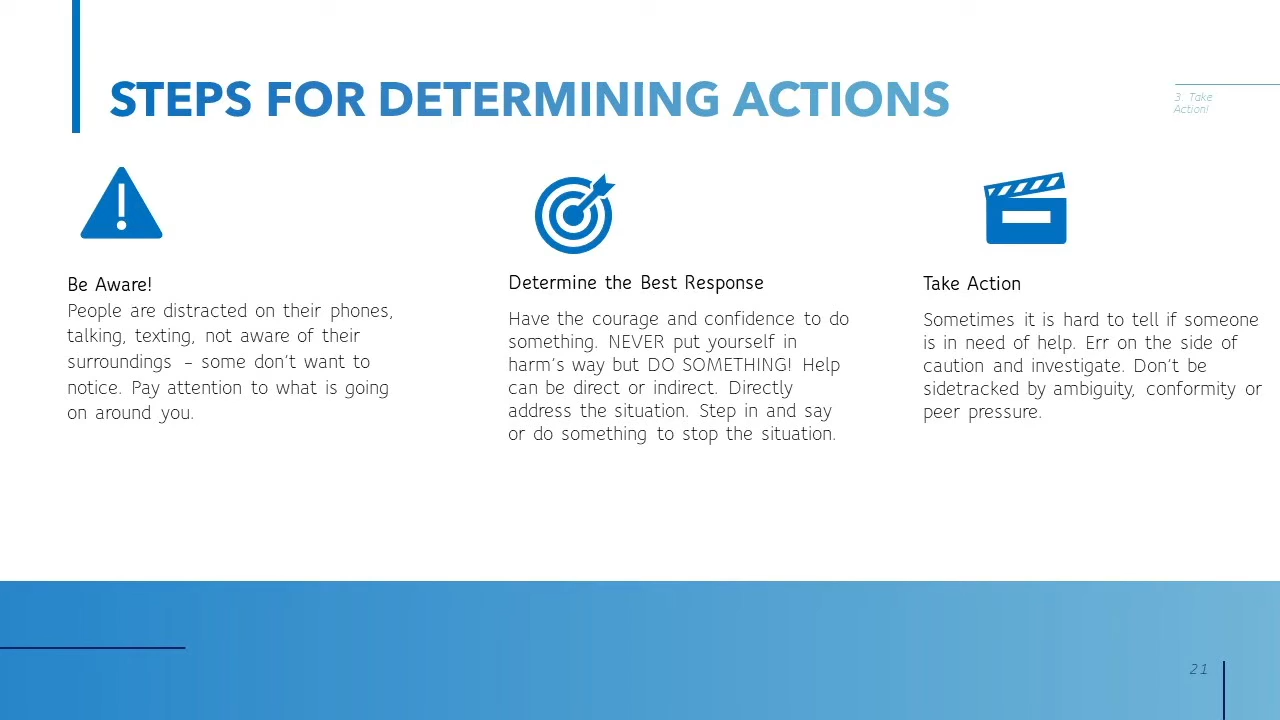 STEPS FOR DETERMINING ACTIONS
3. Take
Action!
Be Aware!
People are distracted on their phones,
talking, texting, not aware of their
surroundings – some don't want to
notice. Pay attention to what is going
on around you.
Determine the Best Response
Have the courage and confidence to do
something. NEVER put yourself in
harm's way but DO SOMETHING! Help
can be direct or indirect. Directly
address the situation. Step in and say
or do something to stop the situation.
Take Action
Sometimes it is hard to tell if someone
is in need of help. Err on the side of
caution and investigate. Don't be
sidetracked by ambiguity, conformity or
peer pressure.
21